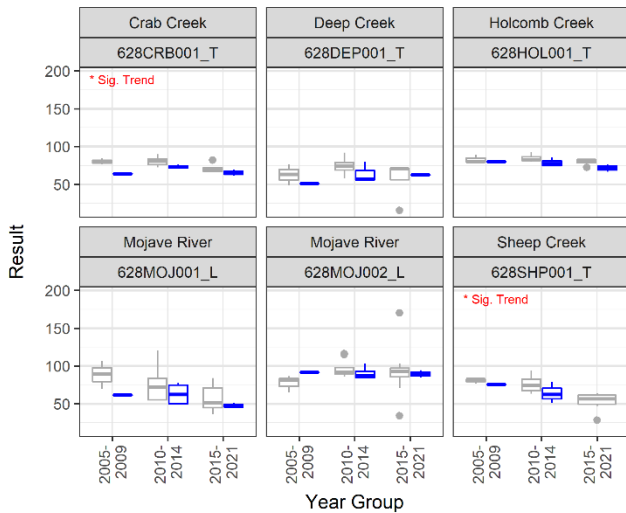 Crab Creek
Deep Creek
Holcomb Creek
628CRB001_T
628DEP001_T
628HOL001_T
200
150
100
50
* Sig. Trend
Mojave River
Mojave River
Sheep Creek
628MOJ001_L
628MOJ002_L
628SHP001_T
200
150
100
50
* Sig. Trend
Result
2005-
2009
2010-
2014
2015-
2021
2005-
2009
2010-
2014
2015-
2021
2005-
2009
2010-
2014
2015-
2021
Year Group